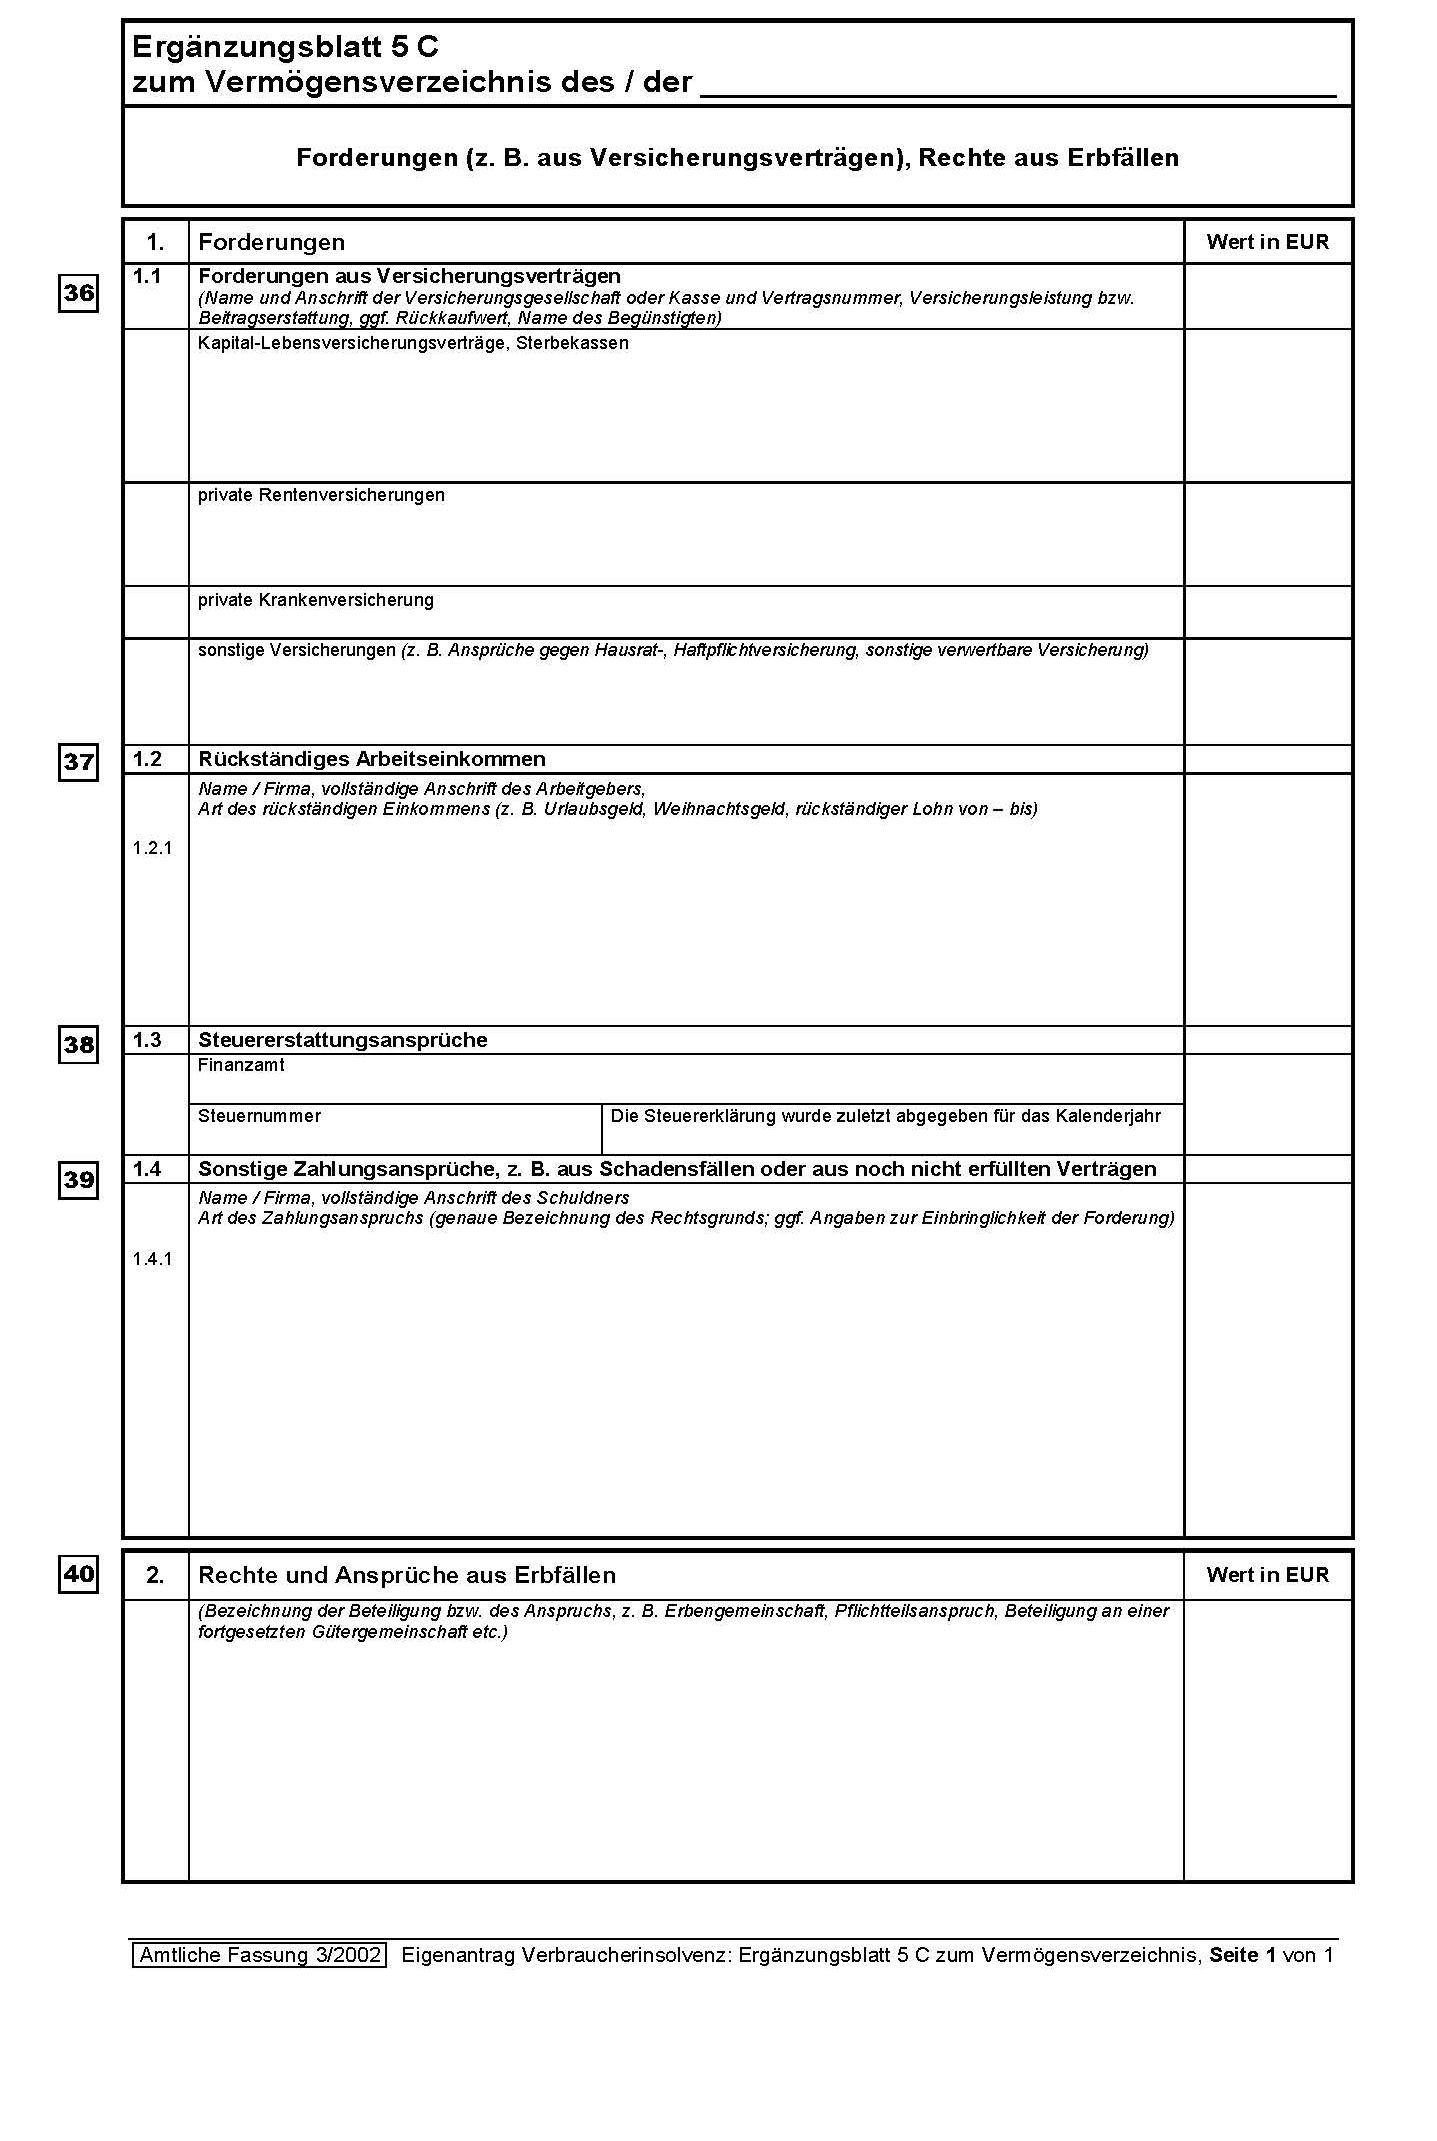 Ergänzungsblatt 5 C
zum Vermögensverzeichnis des / der
Forderungen (z. B. aus Versicherungsverträgen), Rechte aus Erbfällen
1. Forderungen Wert in EUR
36 1.1 Forderungen aus Versicherungsverträgen
(Name und Anschrift der Versicherungsgesellschaft oder Kasse und Vertragsnummer, Versicherungsleistung bzw.
Beitragserstattung, ggf. Rückkaufwert, Name des Begünstigten)
Kapital-Lebensversicherungsverträge, Sterbekassen
private Rentenversicherungen
private Krankenversicherung
sonstige Versicherungen (z. B. Ansprüche gegen Hausrat-, Haftpflichtversicherung, sonstige verwertbare Versicherung)
37 1.2 Rückständiges Arbeitseinkommen
Name / Firma, vollständige Anschrift des Arbeitgebers,
Art des rückständigen Einkommens (z. B. Urlaubsgeld, Weihnachtsgeld, rückständiger Lohn von – bis)
1.2.1
38 1.3 Steuererstattungsansprüche
Finanzamt
Steuernummer Die Steuererklärung wurde zuletzt abgegeben für das Kalenderjahr
39 1.4 Sonstige Zahlungsansprüche, z. B. aus Schadensfällen oder aus noch nicht erfüllten Verträgen
Name / Firma, vollständige Anschrift des Schuldners
Art des Zahlungsanspruchs (genaue Bezeichnung des Rechtsgrunds; ggf. Angaben zur Einbringlichkeit der Forderung)
1.4.1
40 2. Rechte und Ansprüche aus Erbfällen Wert in EUR
(Bezeichnung der Beteiligung bzw. des Anspruchs, z. B. Erbengemeinschaft, Pflichtteilsanspruch, Beteiligung an einer
fortgesetzten Gütergemeinschaft etc.)
Amtliche Fassung 3/2002 Eigenantrag Verbraucherinsolvenz: Ergänzungsblatt 5 C zum Vermögensverzeichnis, Seite 1 von 1